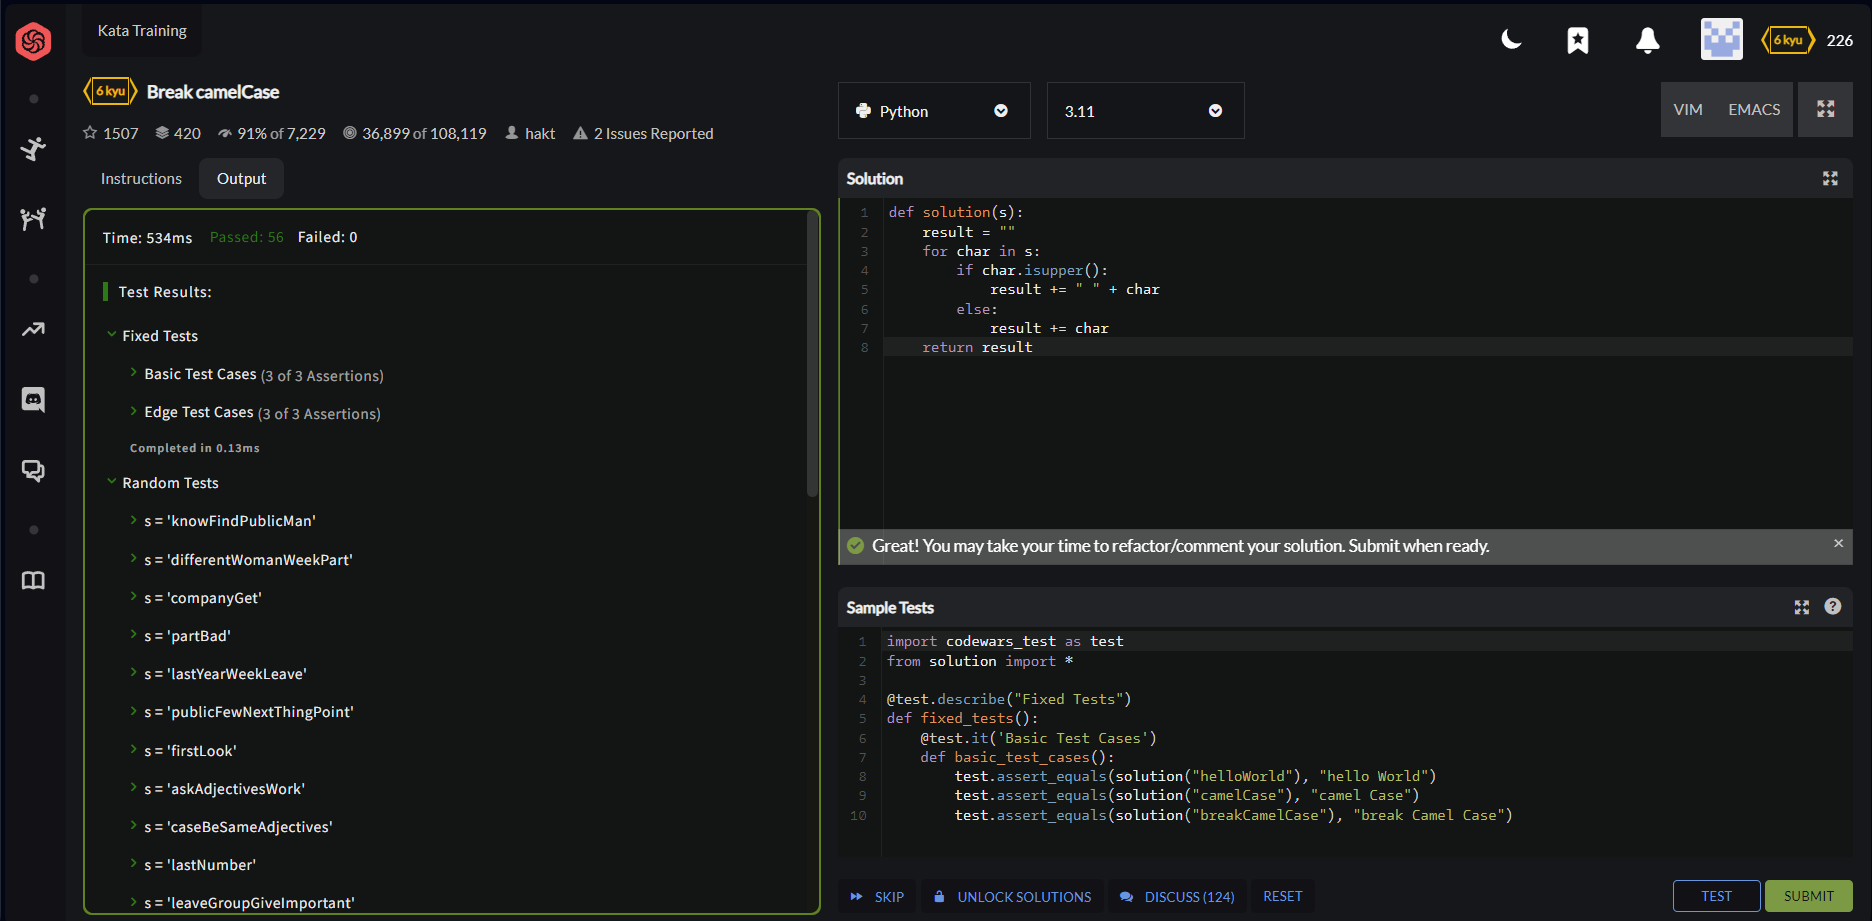 Kata Training
6 kyu
226
6 kyu
Break camelCase
1507
420
91% of 7,229
36,899 of 108,119
hakt
2 Issues Reported
Instructions
Output
Time: 534ms
Passed: 56
Failed: 0
Test Results:
Fixed Tests
Basic Test Cases (3 of 3 Assertions)
Edge Test Cases (3 of 3 Assertions)
Completed in 0.13ms
Random Tests
s = 'knowFindPublicMan'
s = 'differentWomanWeekPart'
s = 'companyGet'
s = 'partBad'
s = 'lastYearWeekLeave'
s = 'publicFewNextThingPoint'
s = 'firstLook'
s = 'askAdjectivesWork'
s = 'caseBeSameAdjectives'
s = 'lastNumber'
s = 'leaveGroupGiveImportant'
Python
3.11
VIM
EMACS
Solution
1 def solution(s):
2     result = ""
3     for char in s:
4         if char.isupper():
5             result += " " + char
6         else:
7             result += char
8     return result
Great! You may take your time to refactor/comment your solution. Submit when ready.
×
Sample Tests
?
1 import codewars_test as test
2 from solution import *
3
4 @test.describe("Fixed Tests")
5 def fixed_tests():
6     @test.it('Basic Test Cases')
7     def basic_test_cases():
8         test.assert_equals(solution("helloWorld"), "hello World")
9         test.assert_equals(solution("camelCase"), "camel Case")
10         test.assert_equals(solution("breakCamelCase"), "break Camel Case")
SKIP
UNLOCK SOLUTIONS
DISCUSS (124)
RESET
TEST
SUBMIT